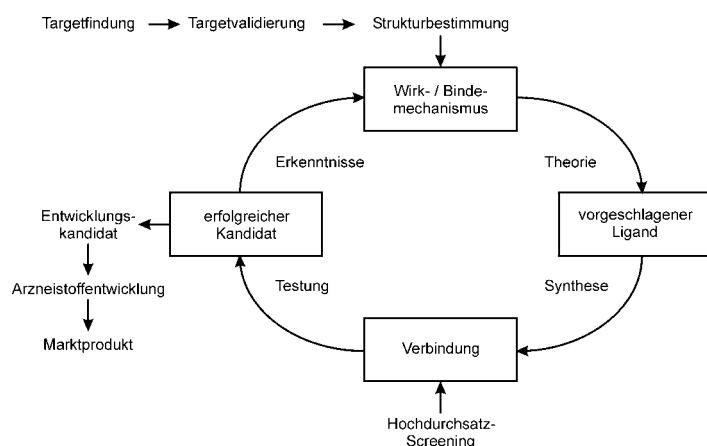 Targetfindung
Targetvalidierung
Strukturbestimmung
Wirk- / Binde-
mechanismus
Erkenntnisse
Theorie
Entwicklungs-
kandidat
erfolgreicher
Kandidat
vorgeschlagener
Ligand
Arzneistoffentwicklung
Testung
Synthese
Marktprodukt
Verbindung
Hochdurchsatz-
Screening